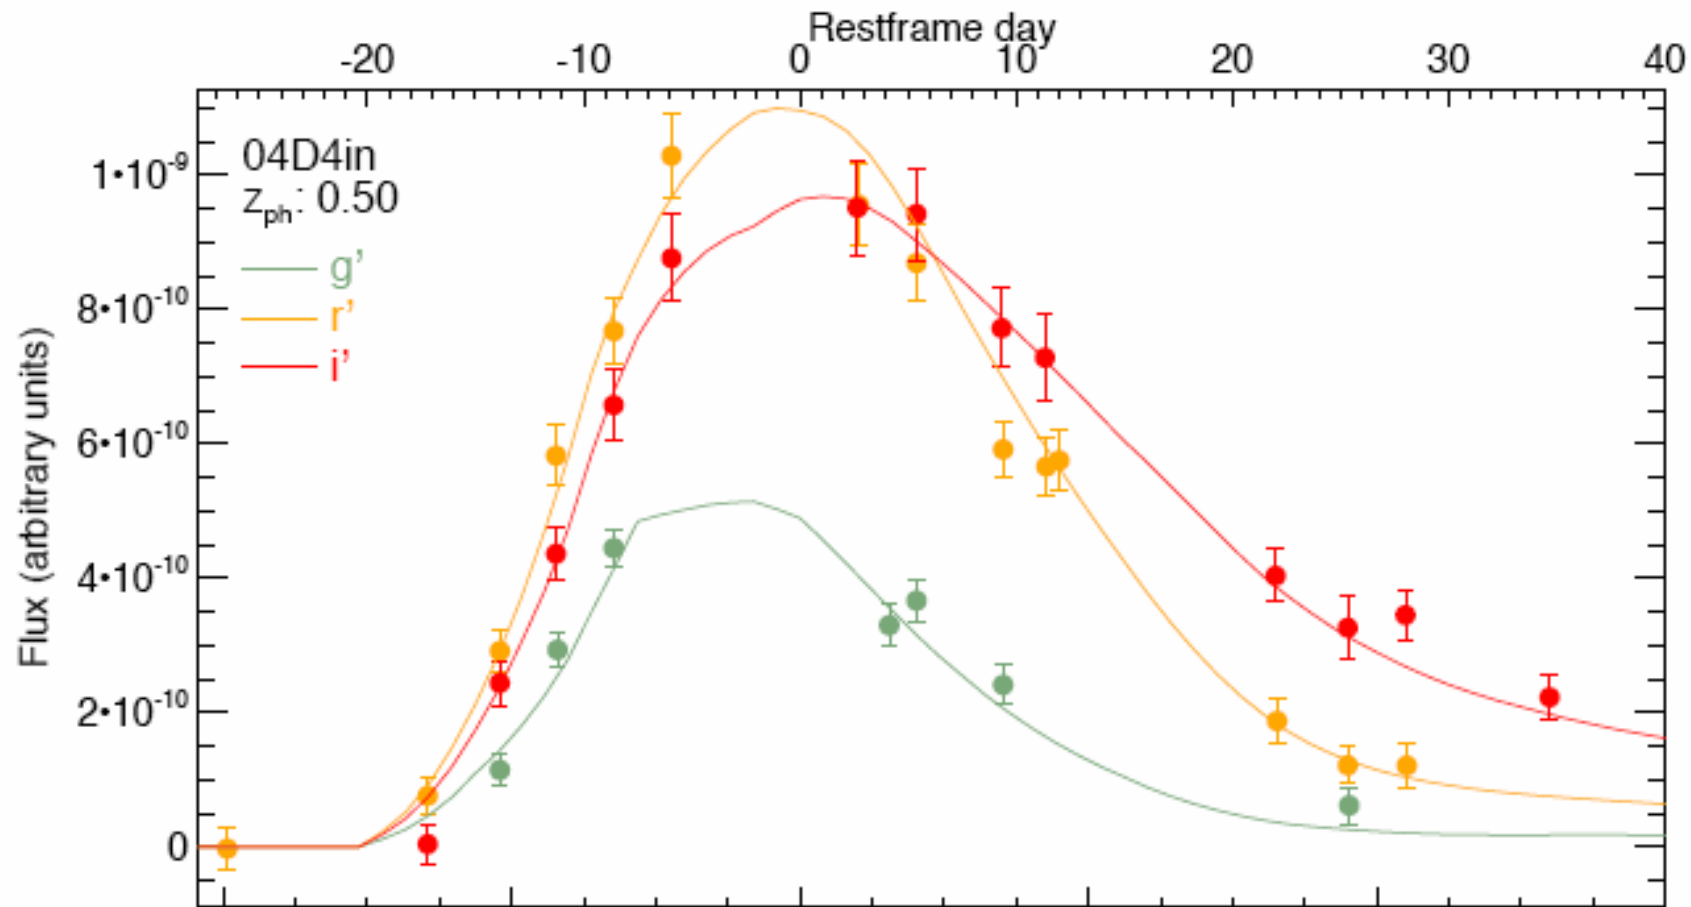 Restframe day
-20 -10 0 10 20 30 40
04D4in
z_ph: 0.50
g’
r’
i’
1•10^-9
8•10^-10
6•10^-10
4•10^-10
2•10^-10
0
Flux (arbitrary units)